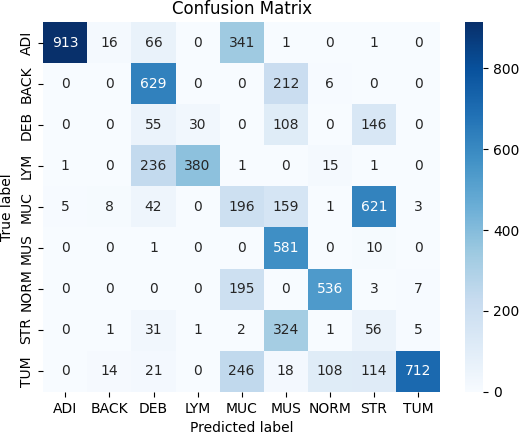 Confusion Matrix
ADI 913 16 66 0 341 1 0 1 0
BACK 0 0 629 0 0 212 6 0 0
DEB 0 0 55 30 0 108 0 146 0
LYM 1 0 236 380 1 0 15 1 0
MUC 5 8 42 0 196 159 1 621 3
MUS 0 0 1 0 0 581 0 10 0
NORM 0 0 0 0 195 0 536 3 7
STR 0 1 31 1 2 324 1 56 5
TUM 0 14 21 0 246 18 108 114 712
ADI BACK DEB LYM MUC MUS NORM STR TUM
Predicted label
True label
800
600
400
200
0